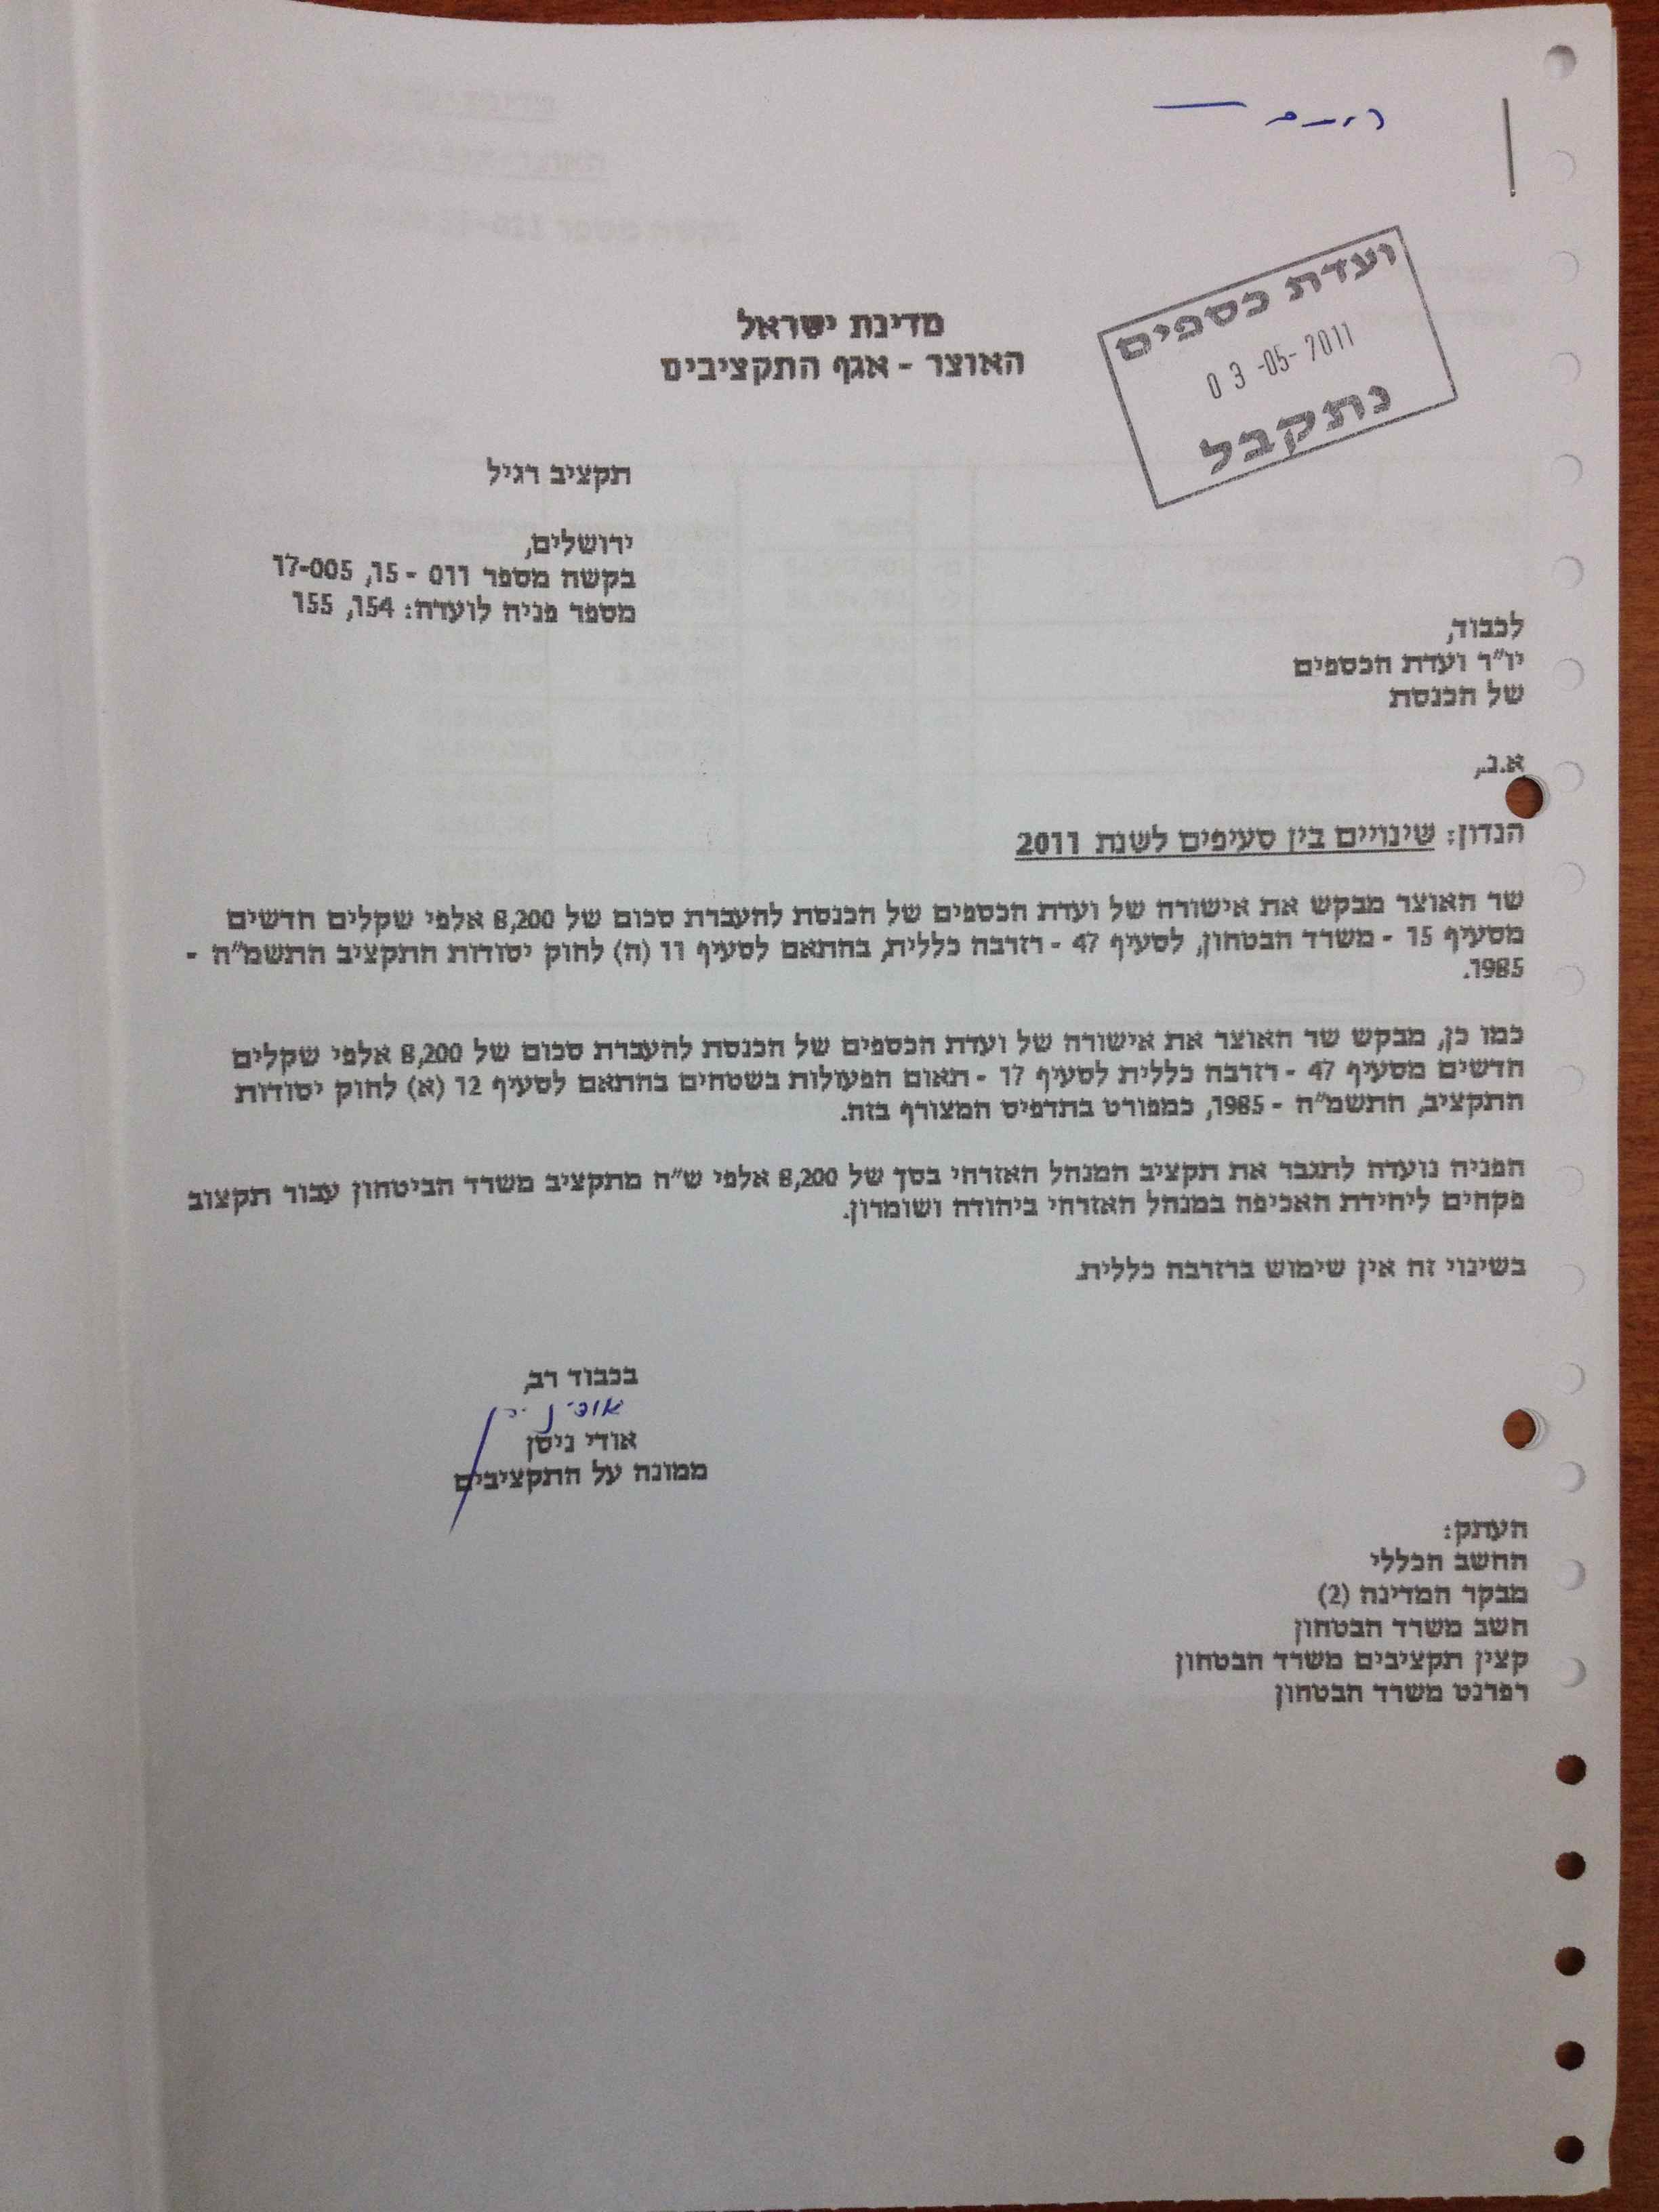 ועדת כספים
03-05-2011
נתקבל
מדינת ישראל
האוצר - אגף התקציבים
תקציב רגיל
ירושלים,
בקשה מספר 011 - 15, 17-005
מספר פניה לועדה: 154, 155
לכבוד,
יו"ר ועדת הכספים
של הכנסת
א.נ.,
הנדון: שינויים בין סעיפים לשנת 2011
שר האוצר מבקש את אישורה של ועדת הכספים של הכנסת להעברת סכום של 8,200 אלפי שקלים חדשים
מסעיף 15 - משרד הבטחון, לסעיף 47 - רזרבה כללית, בהתאם לסעיף 11 (ה) לחוק יסודות התקציב התשמ"ה -
1985.
כמו כן, מבקש שר האוצר את אישורה של ועדת הכספים של הכנסת להעברת סכום של 8,200 אלפי שקלים
חדשים מסעיף 47 - רזרבה כללית לסעיף 17 - תאום הפעולות בשטחים בהתאם לסעיף 12 (א) לחוק יסודות
התקציב, התשמ"ה - 1985, כמפורט בתדפיס המצורף בזה.
הפניה נועדה לתגבר את תקציב המנהל האזרחי בסך של 8,200 אלפי ש"ח מתקציב משרד הביטחון עבור תקצוב
פקחים ליחידת האכיפה במנהל האזרחי ביהודה ושומרון.
בשינוי זה אין שימוש ברזרבה כללית.
בכבוד רב,
אודי ניסן
ממונה על התקציבים
העתק:
החשב הכללי
מבקר המדינה (2)
חשב משרד הבטחון
קצין תקציבים משרד הבטחון
רפרנט משרד הבטחון